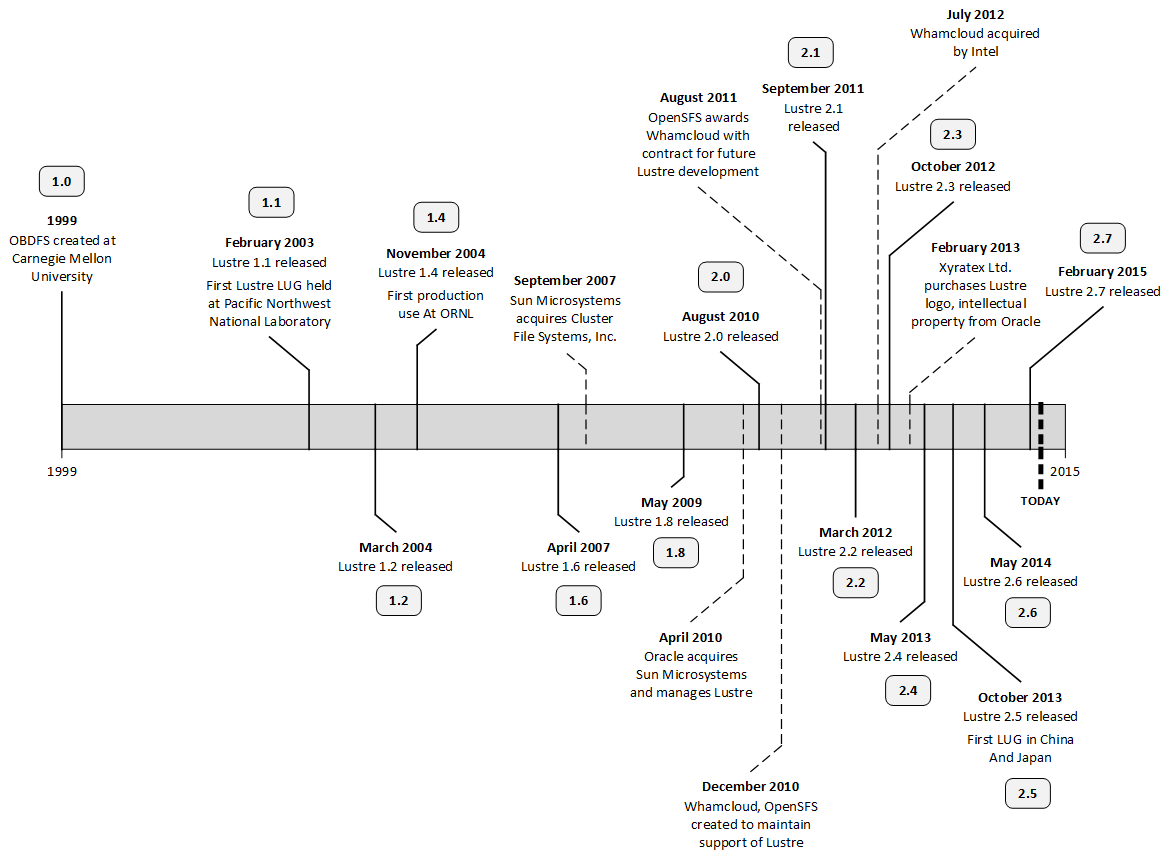 1.0
1999
OBDFS created at
Carnegie Mellon
University
1.1
February 2003
Lustre 1.1 released
First Lustre LUG held
at Pacific Northwest
National Laboratory
1.4
November 2004
Lustre 1.4 released
First production
use At ORNL
September 2007
Sun Microsystems
acquires Cluster
File Systems, Inc.
2.0
August 2010
Lustre 2.0 released
August 2011
OpenSFS awards
Whamcloud with
contract for future
Lustre development
2.1
September 2011
Lustre 2.1
released
July 2012
Whamcloud acquired
by Intel
2.3
October 2012
Lustre 2.3 released
February 2013
Xyratex Ltd.
purchases Lustre
logo, intellectual
property from Oracle
2.7
February 2015
Lustre 2.7 released
1999
2015
TODAY
March 2004
Lustre 1.2 released
1.2
April 2007
Lustre 1.6 released
1.6
May 2009
Lustre 1.8 released
1.8
April 2010
Oracle acquires
Sun Microsystems
and manages Lustre
December 2010
Whamcloud, OpenSFS
created to maintain
support of Lustre
March 2012
Lustre 2.2 released
2.2
May 2013
Lustre 2.4 released
2.4
May 2014
Lustre 2.6 released
2.6
October 2013
Lustre 2.5 released
First LUG in China
And Japan
2.5